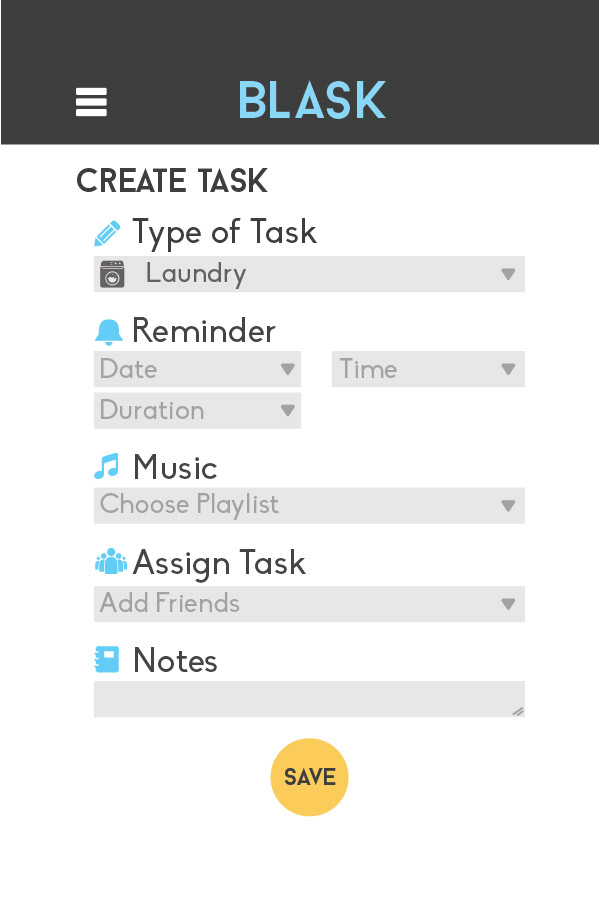 BLASK
CREATE TASK
Type of Task
Laundry
Reminder
Date Time
Duration
Music
Choose Playlist
Assign Task
Add Friends
Notes
SAVE